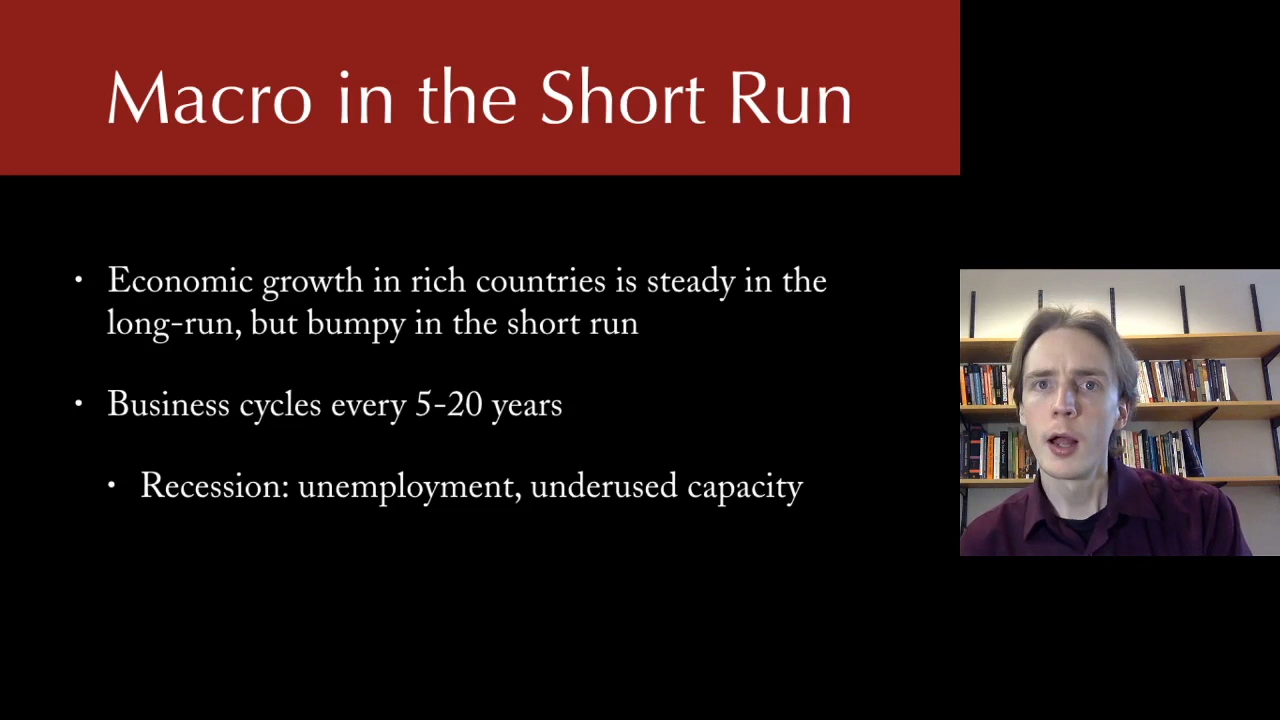 Macro in the Short Run
• Economic growth in rich countries is steady in the
long-run, but bumpy in the short run
• Business cycles every 5-20 years
• Recession: unemployment, underused capacity